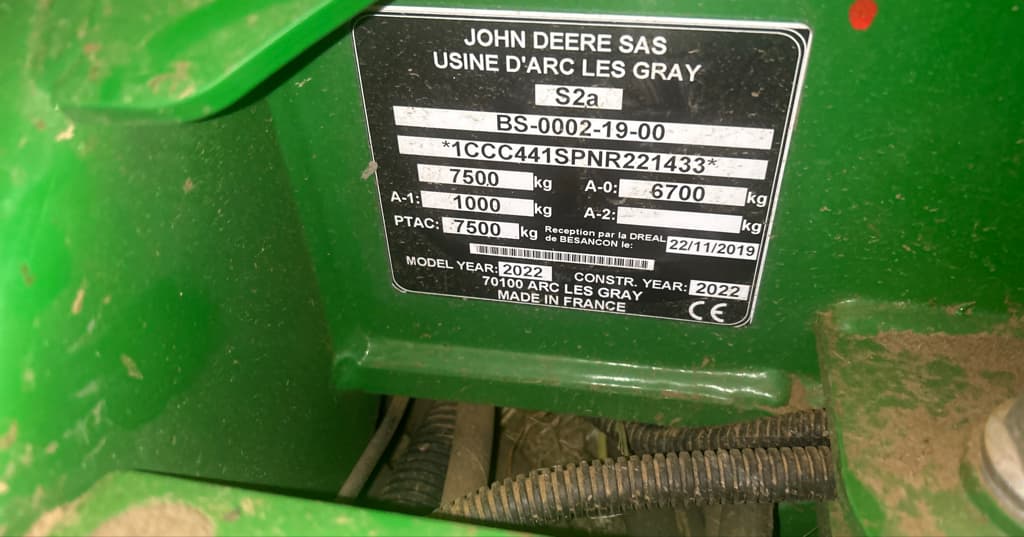 JOHN DEERE SAS
USINE D'ARC LES GRAY
S2a
BS-0002-19-00
*1CCC441SPNR221433*
7500 kg A-0: 6700 kg
A-1: 1000 kg A-2: kg
PTAC: 7500 kg Reception par la DREAL de BESANCON le: 22/11/2019
MODEL YEAR: 2022 CONSTR. YEAR: 2022
70100 ARC LES GRAY
MADE IN FRANCE CE